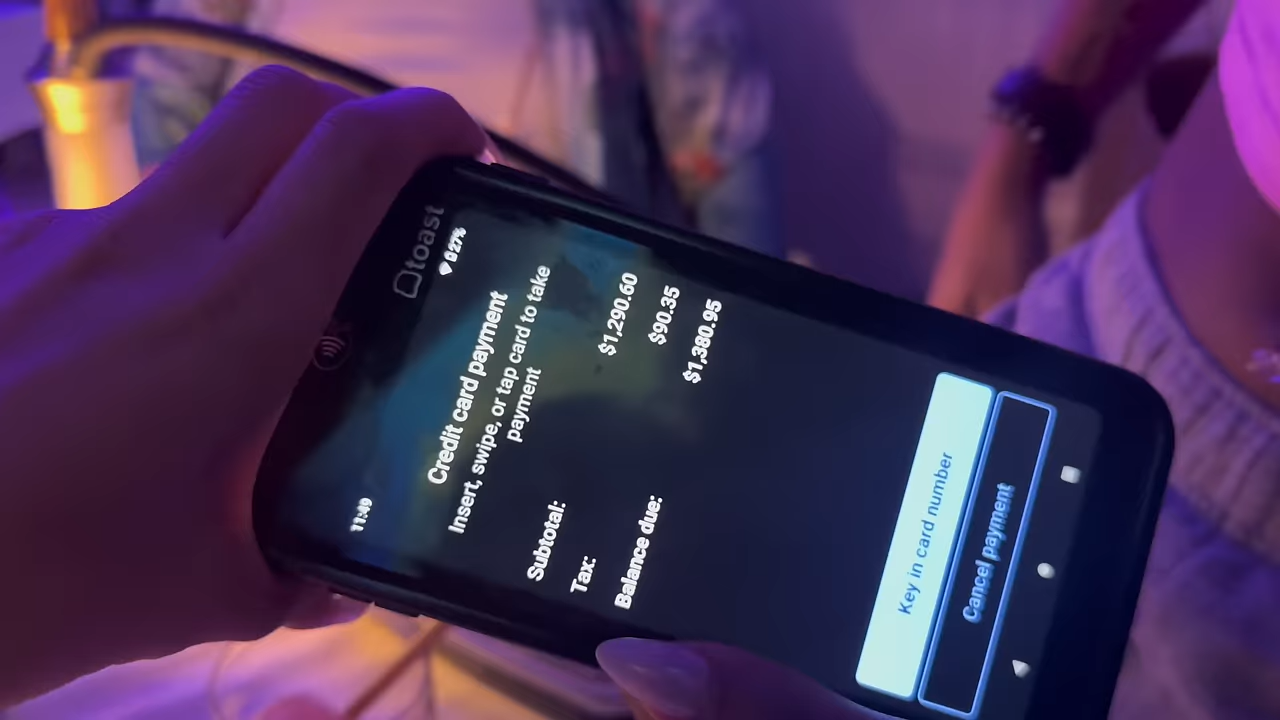 toast
11:49 27%
Credit card payment
Insert, swipe, or tap card to take
payment
Subtotal: $1,290.60
Tax: $90.35
Balance due: $1,380.95
Key in card number
Cancel payment